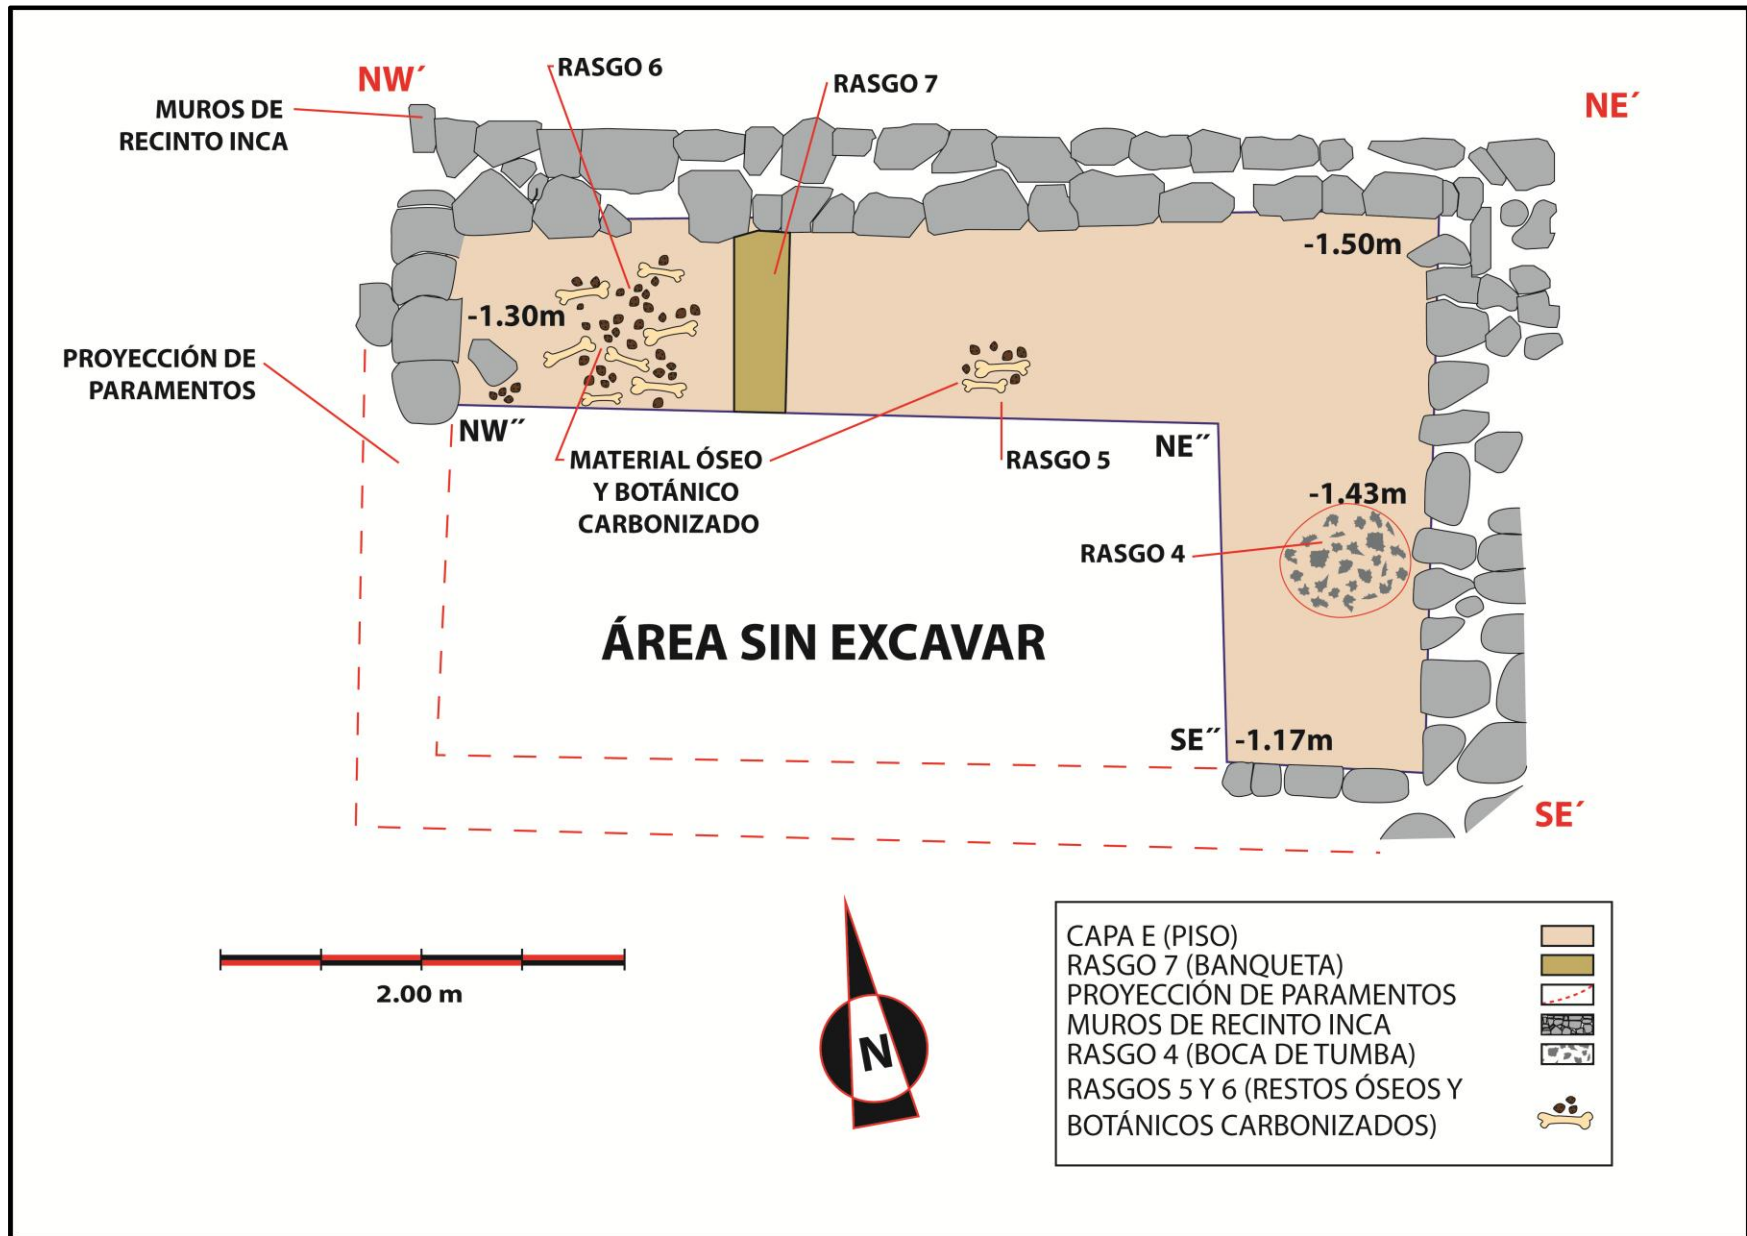 NW´
RASGO 6
RASGO 7
NE´
MUROS DE
RECINTO INCA
-1.50m
-1.30m
PROYECCIÓN DE
PARAMENTOS
NW˝
MATERIAL ÓSEO
Y BOTÁNICO
CARBONIZADO
RASGO 5
NE˝
-1.43m
RASGO 4
ÁREA SIN EXCAVAR
SE˝ -1.17m
SE´
2.00 m
N
CAPA E (PISO)
RASGO 7 (BANQUETA)
PROYECCIÓN DE PARAMENTOS
MUROS DE RECINTO INCA
RASGO 4 (BOCA DE TUMBA)
RASGOS 5 Y 6 (RESTOS ÓSEOS Y
BOTÁNICOS CARBONIZADOS)